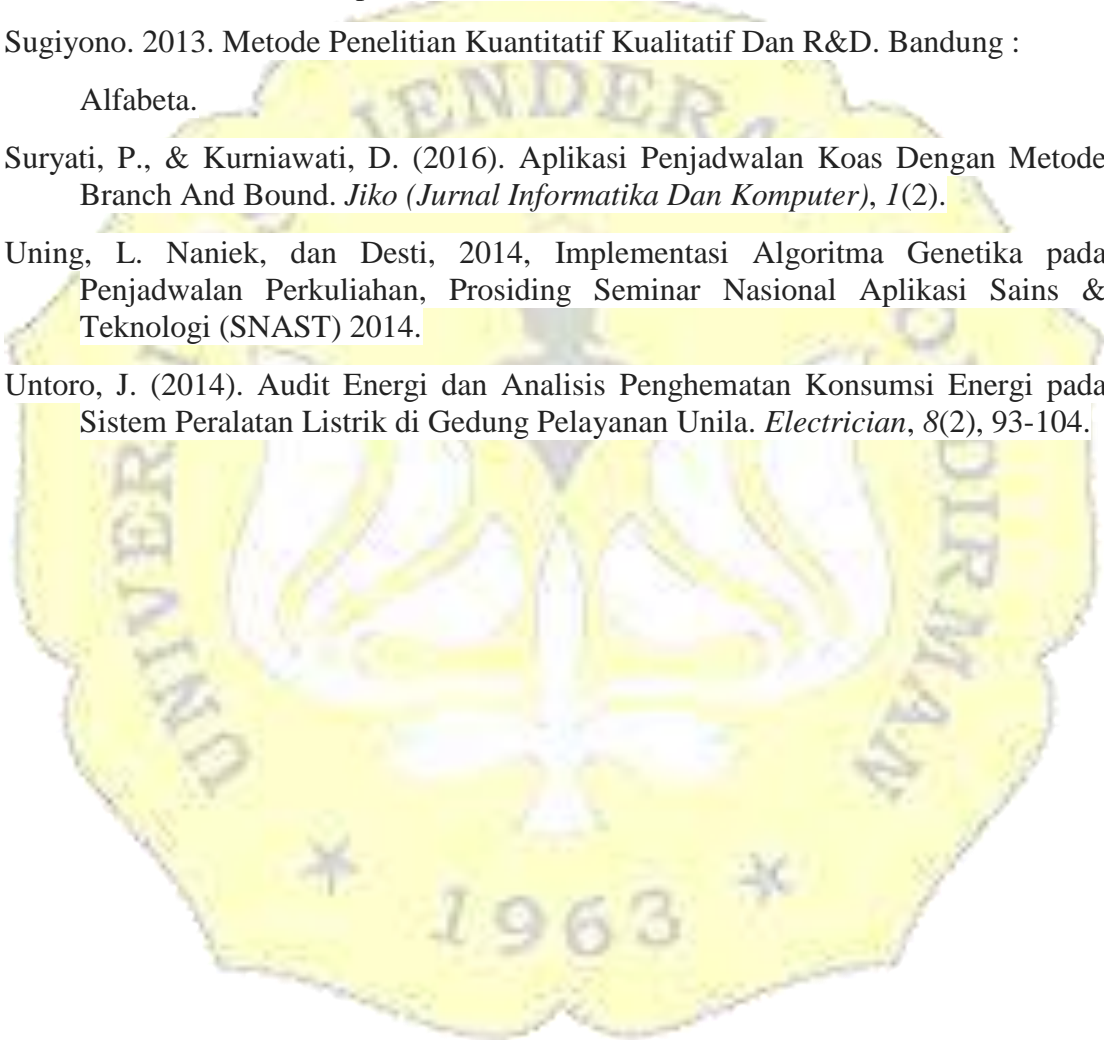 Sugiyono. 2013. Metode Penelitian Kuantitatif Kualitatif Dan R&D. Bandung :
Alfabeta.
Suryati, P., & Kurniawati, D. (2016). Aplikasi Penjadwalan Koas Dengan Metode
Branch And Bound. Jiko (Jurnal Informatika Dan Komputer), 1(2).
Uning, L. Naniek, dan Desti, 2014, Implementasi Algoritma Genetika pada
Penjadwalan Perkuliahan, Prosiding Seminar Nasional Aplikasi Sains &
Teknologi (SNAST) 2014.
Untoro, J. (2014). Audit Energi dan Analisis Penghematan Konsumsi Energi pada
Sistem Peralatan Listrik di Gedung Pelayanan Unila. Electrician, 8(2), 93-104.
1963